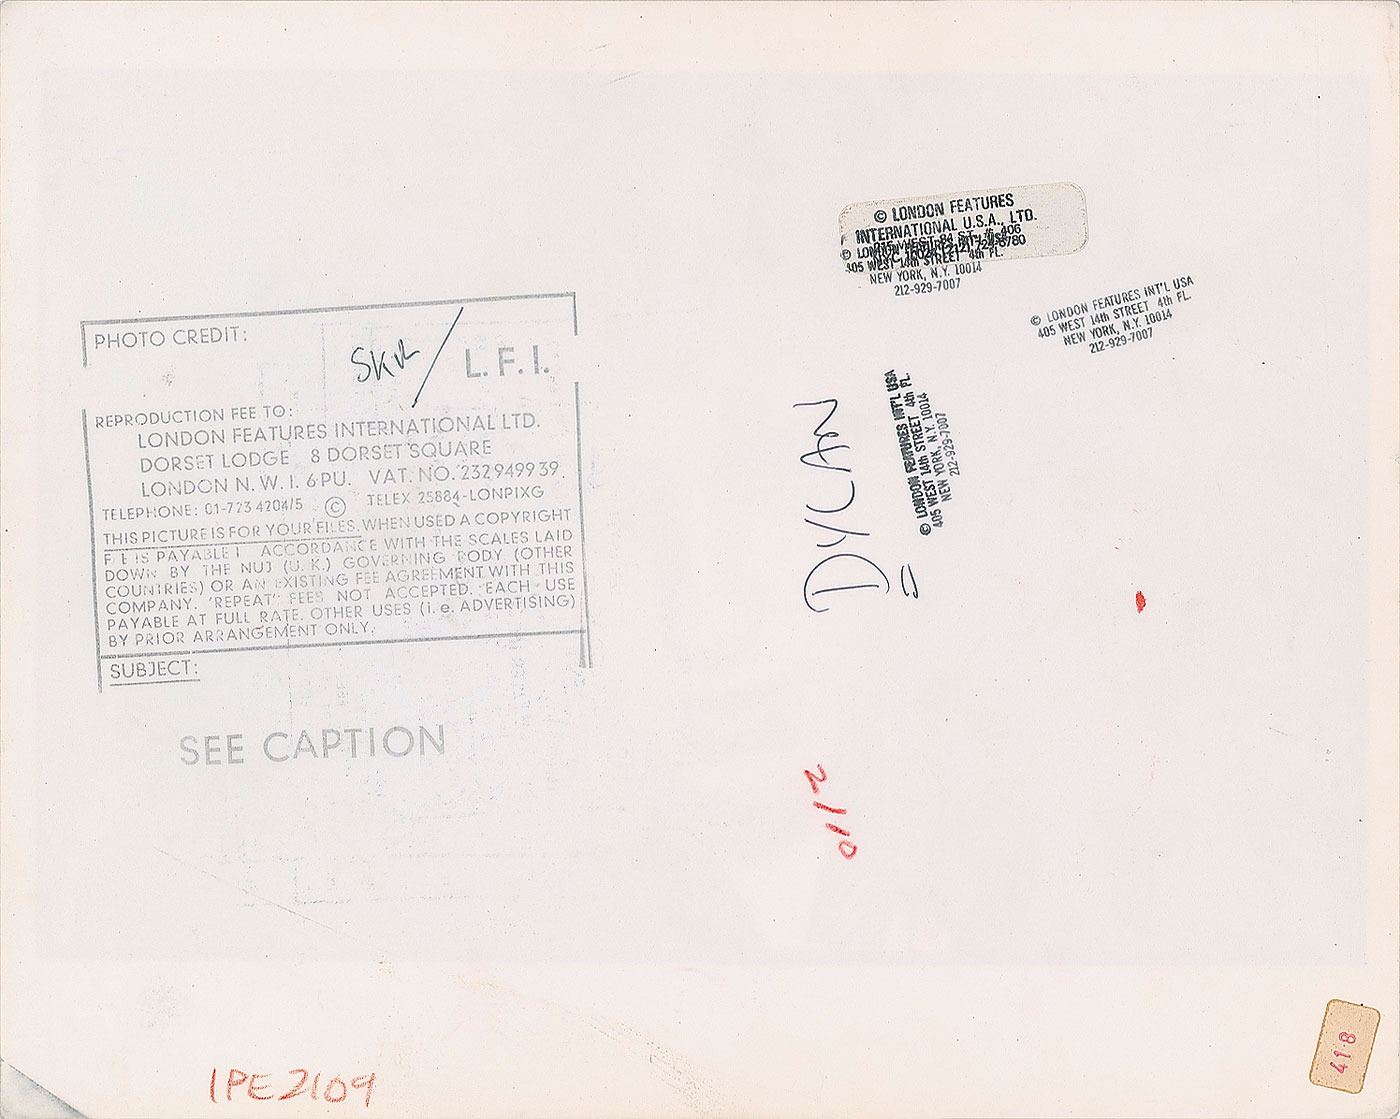 PHOTO CREDIT:
L. F. I.
REPRODUCTION FEE TO:
LONDON FEATURES INTERNATIONAL LTD.
DORSET LODGE 8 DORSET SQUARE
LONDON N. W. I. 6PU. VAT. NO. 232 9499 39.
TELEPHONE: 01-723 4204/5 © TELEX 25884-LONPIXG
THIS PICTURE IS FOR YOUR FILES. WHEN USED A COPYRIGHT
F E IS PAYABLE I ACCORDANCE WITH THE SCALES LAID
DOWN BY THE NUJ (U. K.) GOVERNING BODY (OTHER
COUNTRIES) OR AN EXISTING FEE AGREEMENT WITH THIS
COMPANY. 'REPEAT' FEES NOT ACCEPTED. EACH USE
PAYABLE AT FULL RATE. OTHER USES (i. e. ADVERTISING)
BY PRIOR ARRANGEMENT ONLY.
SUBJECT:
SEE CAPTION
© LONDON FEATURES
INTERNATIONAL U.S.A., LTD.
405 WEST 14th STREET 4th FL.
NEW YORK, N.Y. 10014
212-929-7007
© LONDON FEATURES INT'L USA
405 WEST 14th STREET 4th FL.
NEW YORK, N.Y. 10014
212-929-7007
© LONDON FEATURES INT'L USA
405 WEST 14th STREET 4th FL.
NEW YORK, N.Y. 10014
212-929-7007
DYLAN
0112
1PE2109
41·8